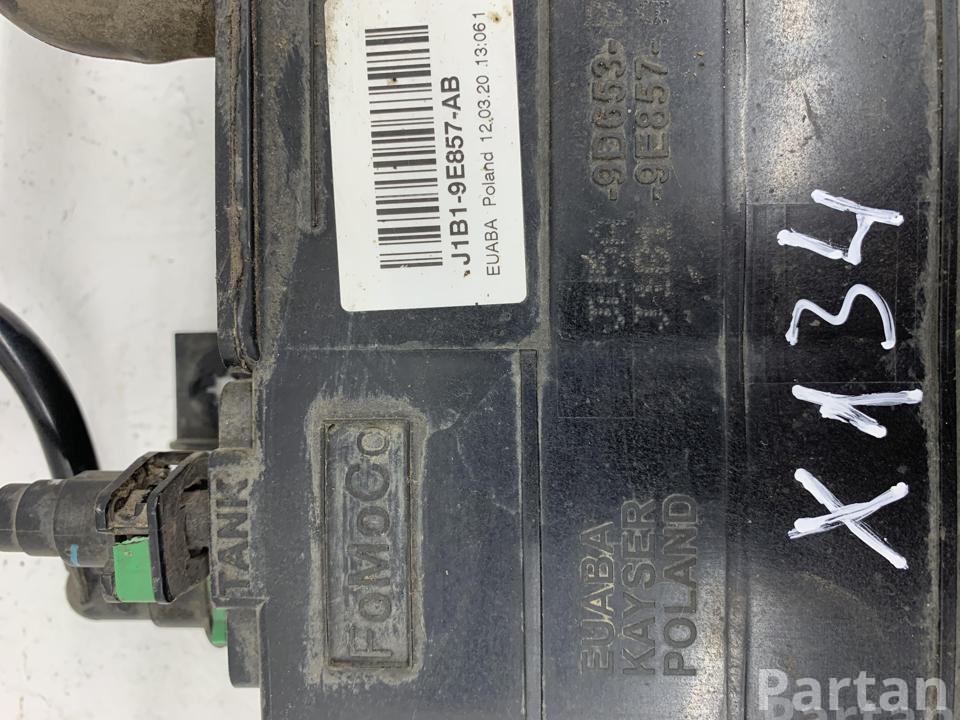 J1B1-9E857-AB
EUABA Poland 12.03.20 13:061
-9D653-
-9E857-
X134
TANK
FoMoCo
EUABA
KAYSER
POLAND
Partan
Partan